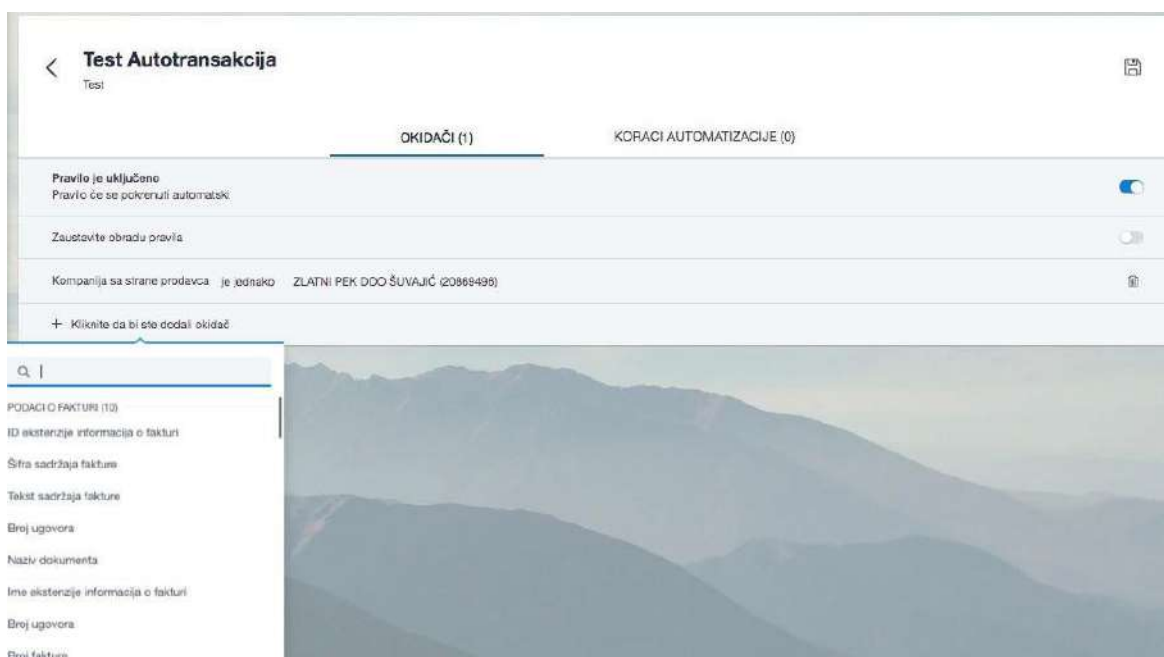 Test Autotransakcija
Test
OKIDAČI (1)
KORACI AUTOMATIZACIJE (0)
Pravilo je uključeno
Pravilo će se pokrenuti automatski
Zaustavite obradu pravila
Kompanija sa strane prodavca je jednako ZLATNI PEK DOO ŠUVAJIĆ (20869498)
+ Kliknite da bi ste dodali okidač
PODACI O FAKTURI (10)
ID ekstenzije informacija o fakturi
Šifra sadržaja fakture
Tekst sadržaja fakture
Broj ugovora
Naziv dokumenta
Ime ekstenzije informacija o fakturi
Broj ugovora
Broj fakture